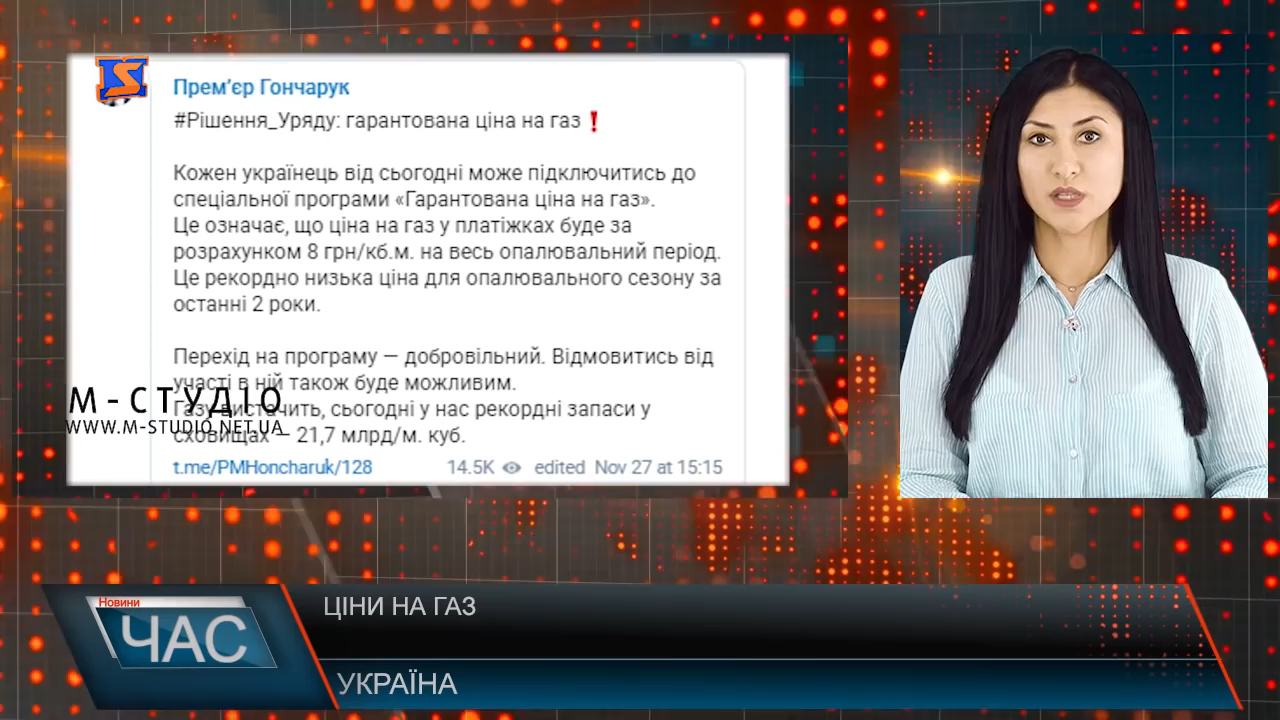 Прем’єр Гончарук
#Рішення_Уряду: гарантована ціна на газ❗
Кожен українець від сьогодні може підключитись до
спеціальної програми «Гарантована ціна на газ».
Це означає, що ціна на газ у платіжках буде за
розрахунком 8 грн/кб.м. на весь опалювальний період.
Це рекордно низька ціна для опалювального сезону за
останні 2 роки.
Перехід на програму — добровільний. Відмовитись від
участі в ній також буде можливим.
Газу вистачить, сьогодні у нас рекордні запаси у
сховищах — 21,7 млрд/м. куб.
t.me/PMHoncharuk/128 14.5K edited Nov 27 at 15:15
М-СТУДІО
WWW.M-STUDIO.NET.UA
Новини
ЧАС
ЦІНИ НА ГАЗ
УКРАЇНА